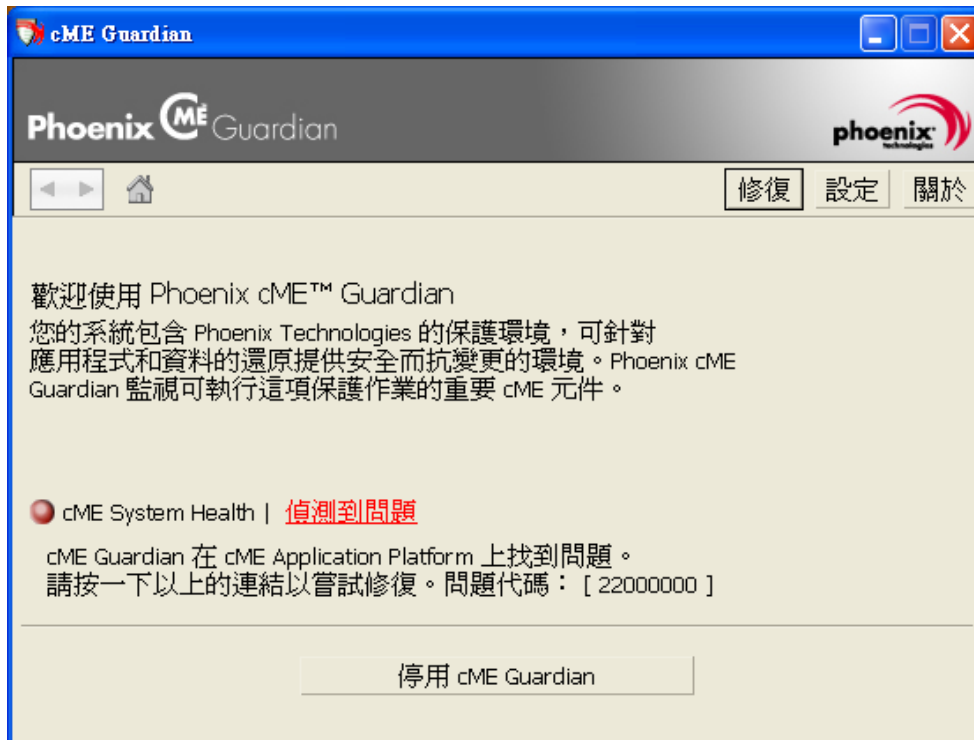 cME Guardian
Phoenix cME Guardian
phoenix technologies
修復 設定 關於
歡迎使用 Phoenix cME™ Guardian
您的系統包含 Phoenix Technologies 的保護環境，可針對
應用程式和資料的還原提供安全而抗變更的環境。Phoenix cME
Guardian 監視可執行這項保護作業的重要 cME 元件。
cME System Health | 偵測到問題
cME Guardian 在 cME Application Platform 上找到問題。
請按一下以上的連結以嘗試修復。問題代碼： [ 22000000 ]
停用 cME Guardian